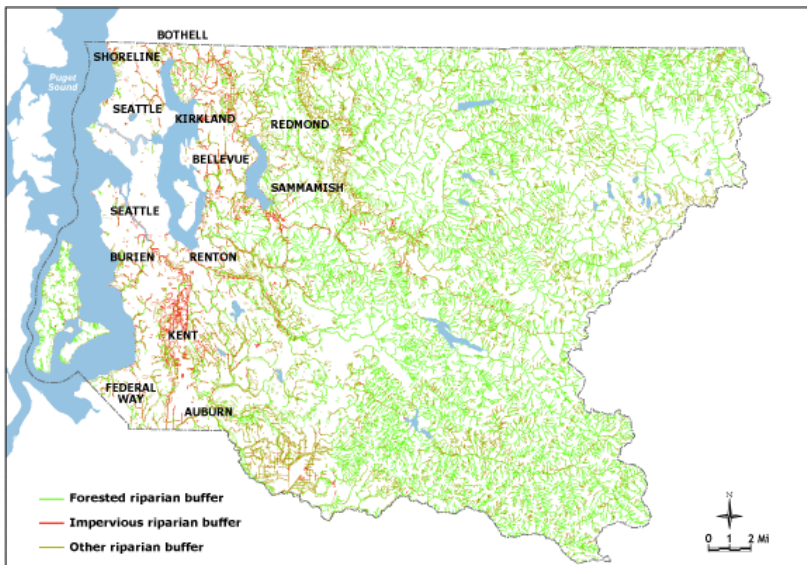 BOTHELL
SHORELINE
Puget
Sound
SEATTLE
KIRKLAND
REDMOND
BELLEVUE
SAMMAMISH
SEATTLE
BURIEN
RENTON
KENT
FEDERAL
WAY
AUBURN
Forested riparian buffer
Impervious riparian buffer
Other riparian buffer
N
0 1 2 Mi